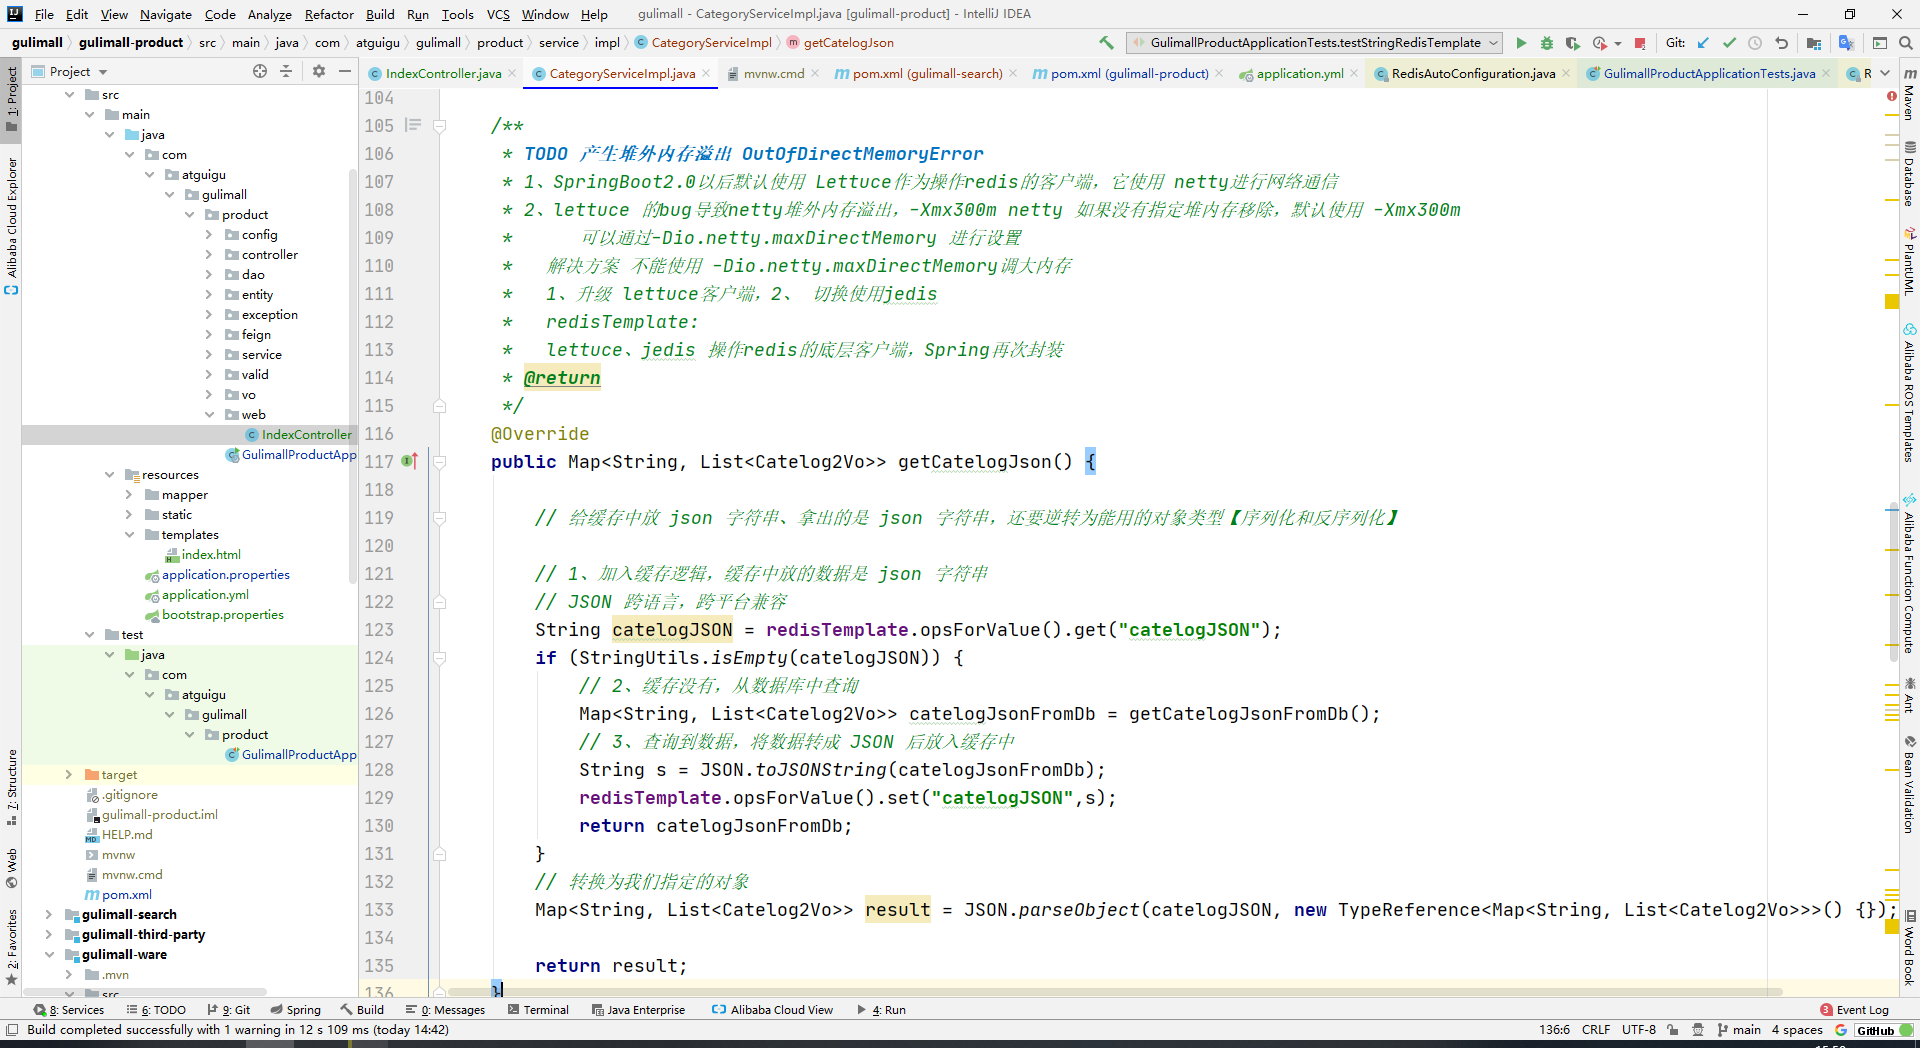 File Edit View Navigate Code Analyze Refactor Build Run Tools VCS Window Help gulimall - CategoryServiceImpl.java [gulimall-product] - IntelliJ IDEA
gulimall gulimall-product src main java com atguigu gulimall product service impl CategoryServiceImpl getCatelogJson GulimallProductApplicationTests.testStringRedisTemplate Git:
Project IndexController.java CategoryServiceImpl.java mvnw.cmd pom.xml (gulimall-search) pom.xml (gulimall-product) application.yml RedisAutoConfiguration.java GulimallProductApplicationTests.java R
1: Project
Alibaba Cloud Explorer
7: Structure
Web
2: Favorites
src
main
java
com
atguigu
gulimall
product
config
controller
dao
entity
exception
feign
service
valid
vo
web
IndexController
GulimallProductApp
resources
mapper
static
templates
index.html
application.properties
application.yml
bootstrap.properties
test
java
com
atguigu
gulimall
product
GulimallProductApp
target
.gitignore
gulimall-product.iml
HELP.md
mvnw
mvnw.cmd
pom.xml
gulimall-search
gulimall-third-party
gulimall-ware
.mvn
src
104
105 /**
106 * TODO 产生堆外内存溢出 OutOfDirectMemoryError
107 * 1、SpringBoot2.0以后默认使用 Lettuce作为操作redis的客户端，它使用 netty进行网络通信
108 * 2、lettuce 的bug导致netty堆外内存溢出，-Xmx300m netty 如果没有指定堆内存移除，默认使用 -Xmx300m
109 * 可以通过-Dio.netty.maxDirectMemory 进行设置
110 * 解决方案 不能使用 -Dio.netty.maxDirectMemory调大内存
111 * 1、升级 lettuce客户端，2、 切换使用jedis
112 * redisTemplate:
113 * lettuce、jedis 操作redis的底层客户端，Spring再次封装
114 * @return
115 */
116 @Override
117 public Map<String, List<Catelog2Vo>> getCatelogJson() {
118
119 // 给缓存中放 json 字符串、拿出的是 json 字符串，还要逆转为能用的对象类型【序列化和反序列化】
120
121 // 1、加入缓存逻辑，缓存中放的数据是 json 字符串
122 // JSON 跨语言，跨平台兼容
123 String catelogJSON = redisTemplate.opsForValue().get("catelogJSON");
124 if (StringUtils.isEmpty(catelogJSON)) {
125 // 2、缓存没有，从数据库中查询
126 Map<String, List<Catelog2Vo>> catelogJsonFromDb = getCatelogJsonFromDb();
127 // 3、查询到数据，将数据转成 JSON 后放入缓存中
128 String s = JSON.toJSONString(catelogJsonFromDb);
129 redisTemplate.opsForValue().set("catelogJSON",s);
130 return catelogJsonFromDb;
131 }
132 // 转换为我们指定的对象
133 Map<String, List<Catelog2Vo>> result = JSON.parseObject(catelogJSON, new TypeReference<Map<String, List<Catelog2Vo>>>() {});
134
135 return result;
136 }
Maven
Database
PlantUML
Alibaba ROS Templates
Alibaba Function Compute
Ant
Bean Validation
Word Book
8: Services 6: TODO 9: Git Spring Build 0: Messages Terminal Java Enterprise Alibaba Cloud View 4: Run 3 Event Log
Build completed successfully with 1 warning in 12 s 109 ms (today 14:42) 136:6 CRLF UTF-8 main 4 spaces GitHub